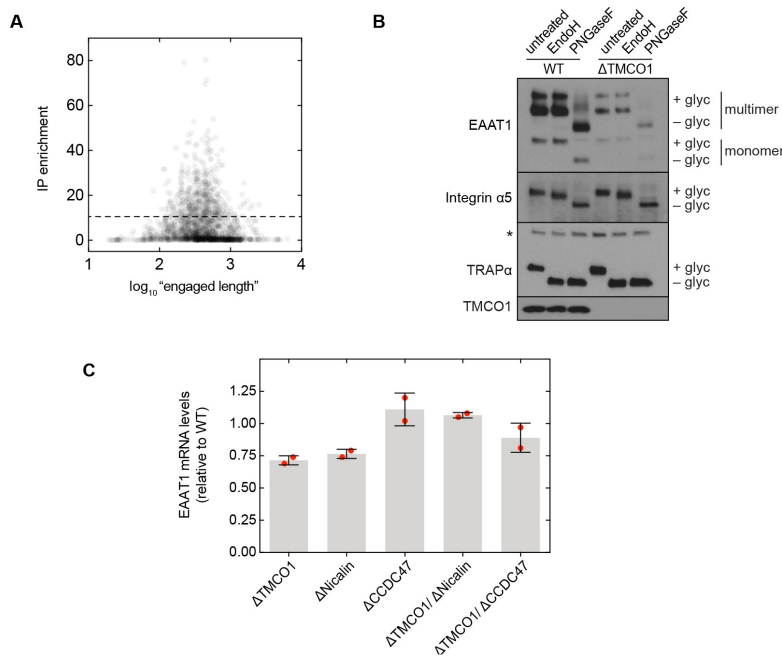 A
80
60
40
20
0
IP enrichment
1
2
3
4
log10 “engaged length”
B
untreated
EndoH
PNGaseF
untreated
EndoH
PNGaseF
WT
ΔTMCO1
EAAT1
+ glyc
– glyc
multimer
+ glyc
– glyc
monomer
Integrin α5
+ glyc
– glyc
*
TRAPα
+ glyc
– glyc
TMCO1
C
1.25
1.00
0.75
0.50
0.25
0.00
EAAT1 mRNA levels
(relative to WT)
ΔTMCO1
ΔNicalin
ΔCCDC47
ΔTMCO1/ ΔNicalin
ΔTMCO1/ ΔCCDC47